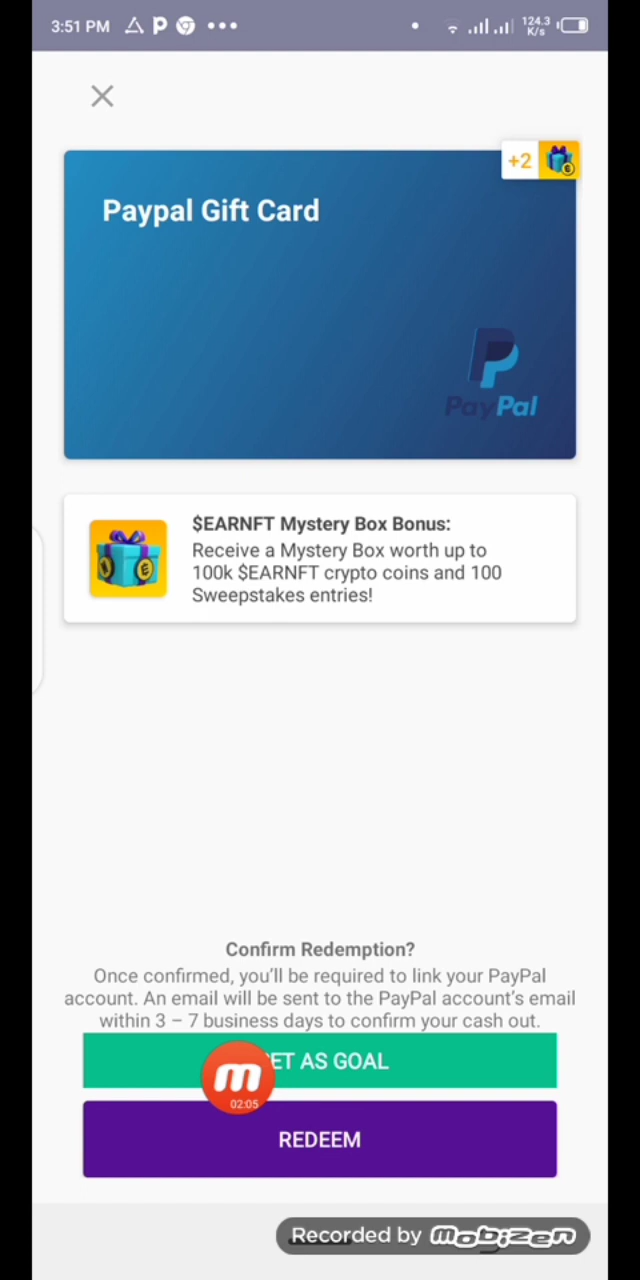 3:51 PM
124.3
K/s
+2
Paypal Gift Card
PayPal
$EARNFT Mystery Box Bonus:
Receive a Mystery Box worth up to
100k $EARNFT crypto coins and 100
Sweepstakes entries!
Confirm Redemption?
Once confirmed, you'll be required to link your PayPal
account. An email will be sent to the PayPal account's email
within 3 – 7 business days to confirm your cash out.
ET AS GOAL
02:05
REDEEM
Recorded by mobizen